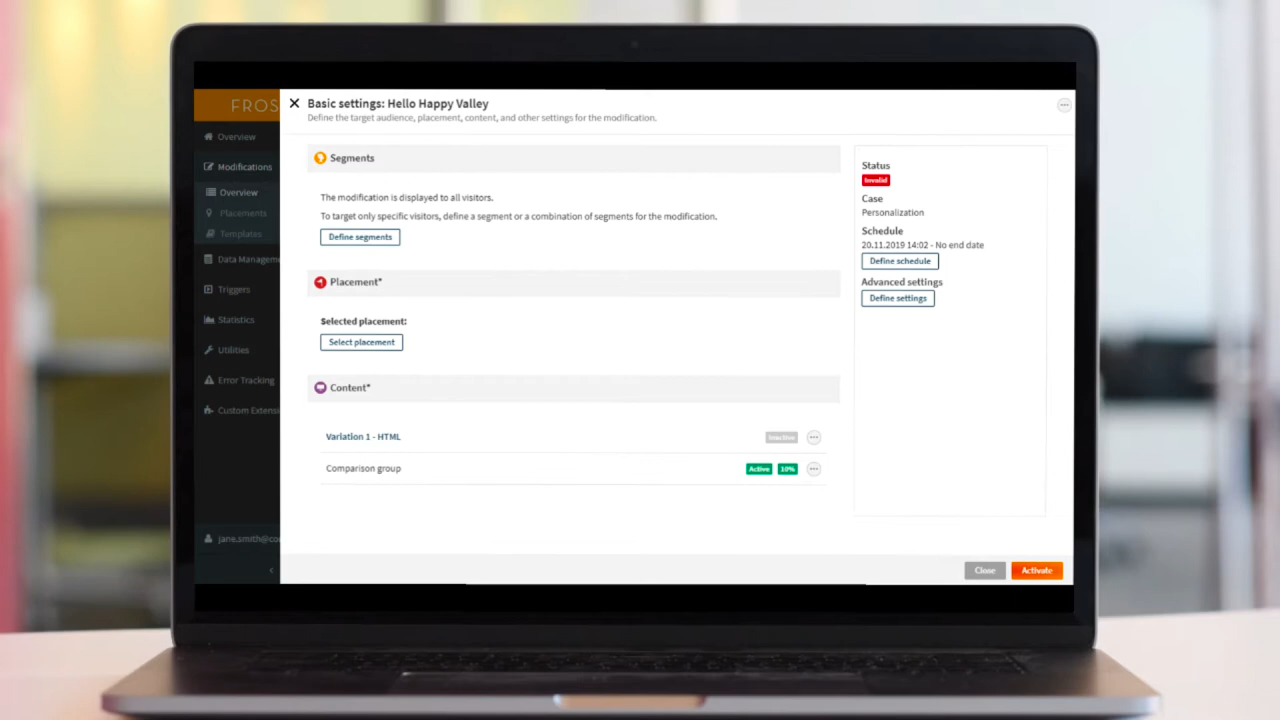 FROS
Overview
Modifications
Overview
Placements
Templates
Data Managem
Triggers
Statistics
Utilities
Error Tracking
Custom Extensi
jane.smith@co
Basic settings: Hello Happy Valley
Define the target audience, placement, content, and other settings for the modification.
Segments
The modification is displayed to all visitors.
To target only specific visitors, define a segment or a combination of segments for the modification.
Define segments
Placement*
Selected placement:
Select placement
Content*
Variation 1 - HTML
Inactive
Comparison group
Active 10%
Status
Invalid
Case
Personalization
Schedule
20.11.2019 14:02 - No end date
Define schedule
Advanced settings
Define settings
Close
Activate